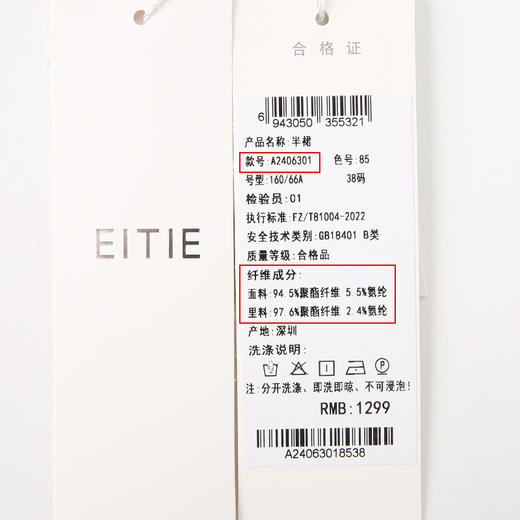 EITIE
合格证
6 943050 355321
产品名称:半裙
款号:A2406301 色号:85
号型:160/66A 38码
检验员:01
执行标准:FZ/T81004-2022
安全技术类别:GB18401 B类
质量等级:合格品
纤维成分:
面料:94.5%聚酯纤维 5.5%氨纶
里料:97.6%聚酯纤维 2.4%氨纶
产地:深圳
洗涤说明:
注:分开洗涤、即洗即晾、不可浸泡!
RMB:1299
A24063018538